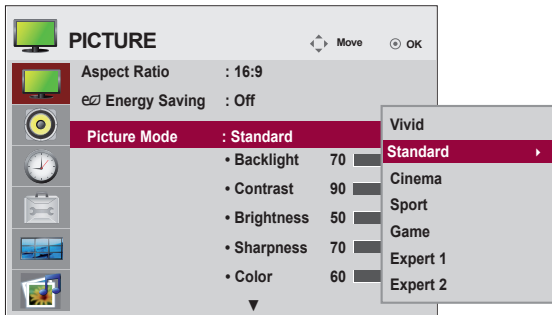 PICTURE
Move
OK
Aspect Ratio : 16:9
Energy Saving : Off
Picture Mode : Standard
• Backlight 70
• Contrast 90
• Brightness 50
• Sharpness 70
• Color 60
Vivid
Standard
Cinema
Sport
Game
Expert 1
Expert 2